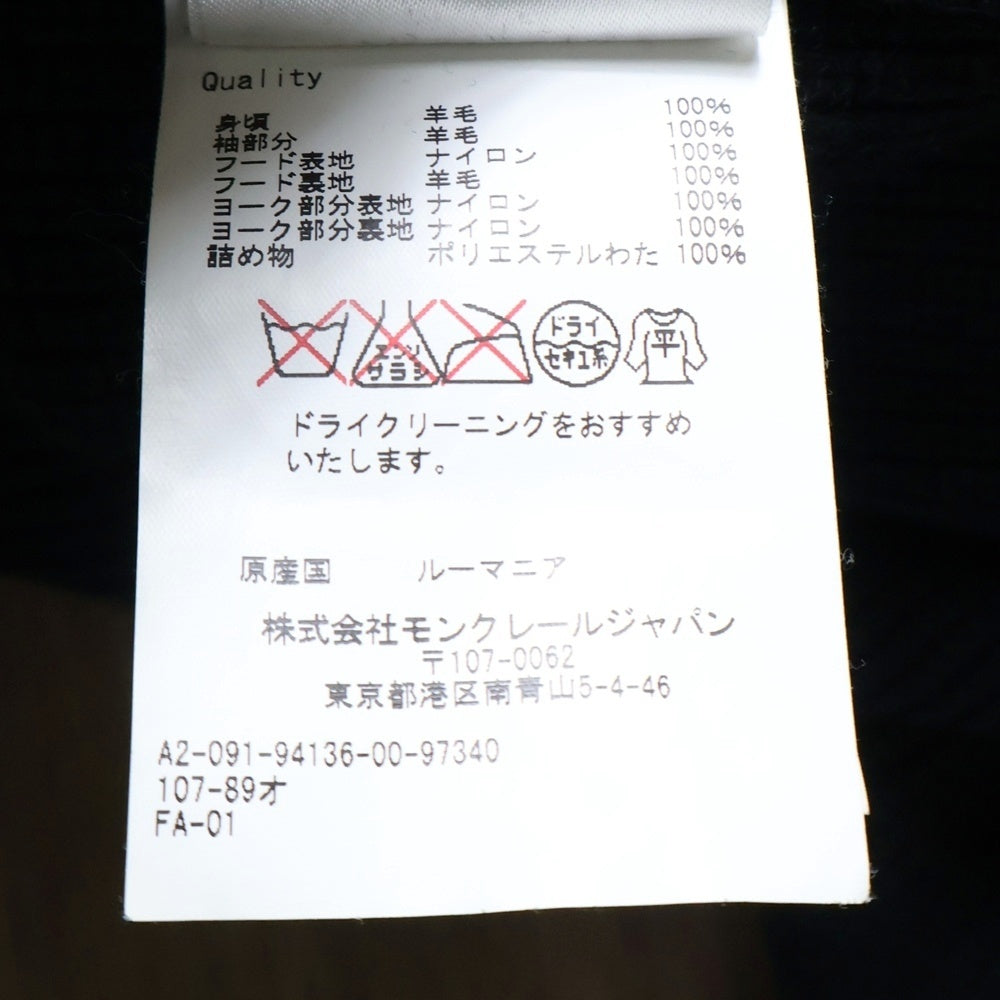 Quality
身頃 羊毛 100%
袖部分 羊毛 100%
フード表地 ナイロン 100%
フード裏地 羊毛 100%
ヨーク部分表地 ナイロン 100%
ヨーク部分裏地 ナイロン 100%
詰め物 ポリエステルわた 100%
エンソ サラシ ドライ セキユ系 平
ドライクリーニングをおすすめ
いたします。
原産国 ルーマニア
株式会社モンクレールジャパン
〒107-0062
東京都港区南青山5-4-46
A2-091-94136-00-97340
107-89オ
FA-01